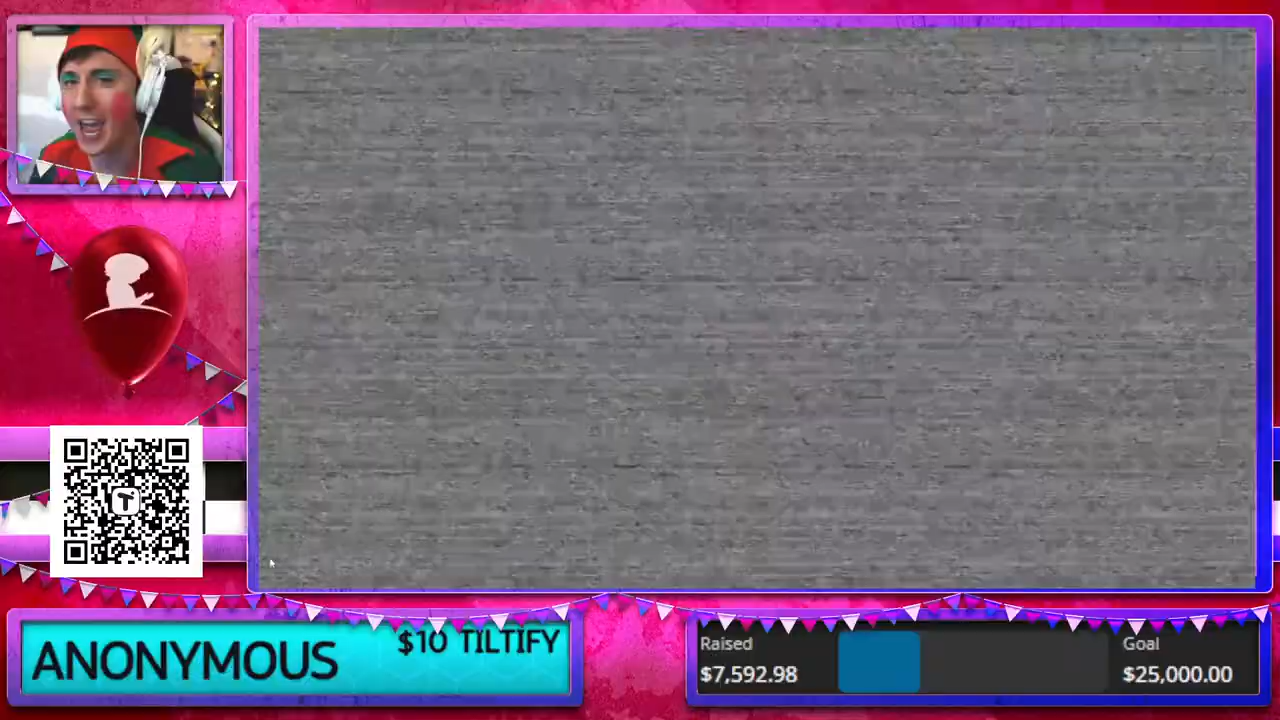 ANONYMOUS
$10 TILTIFY
Raised
$7,592.98
Goal
$25,000.00